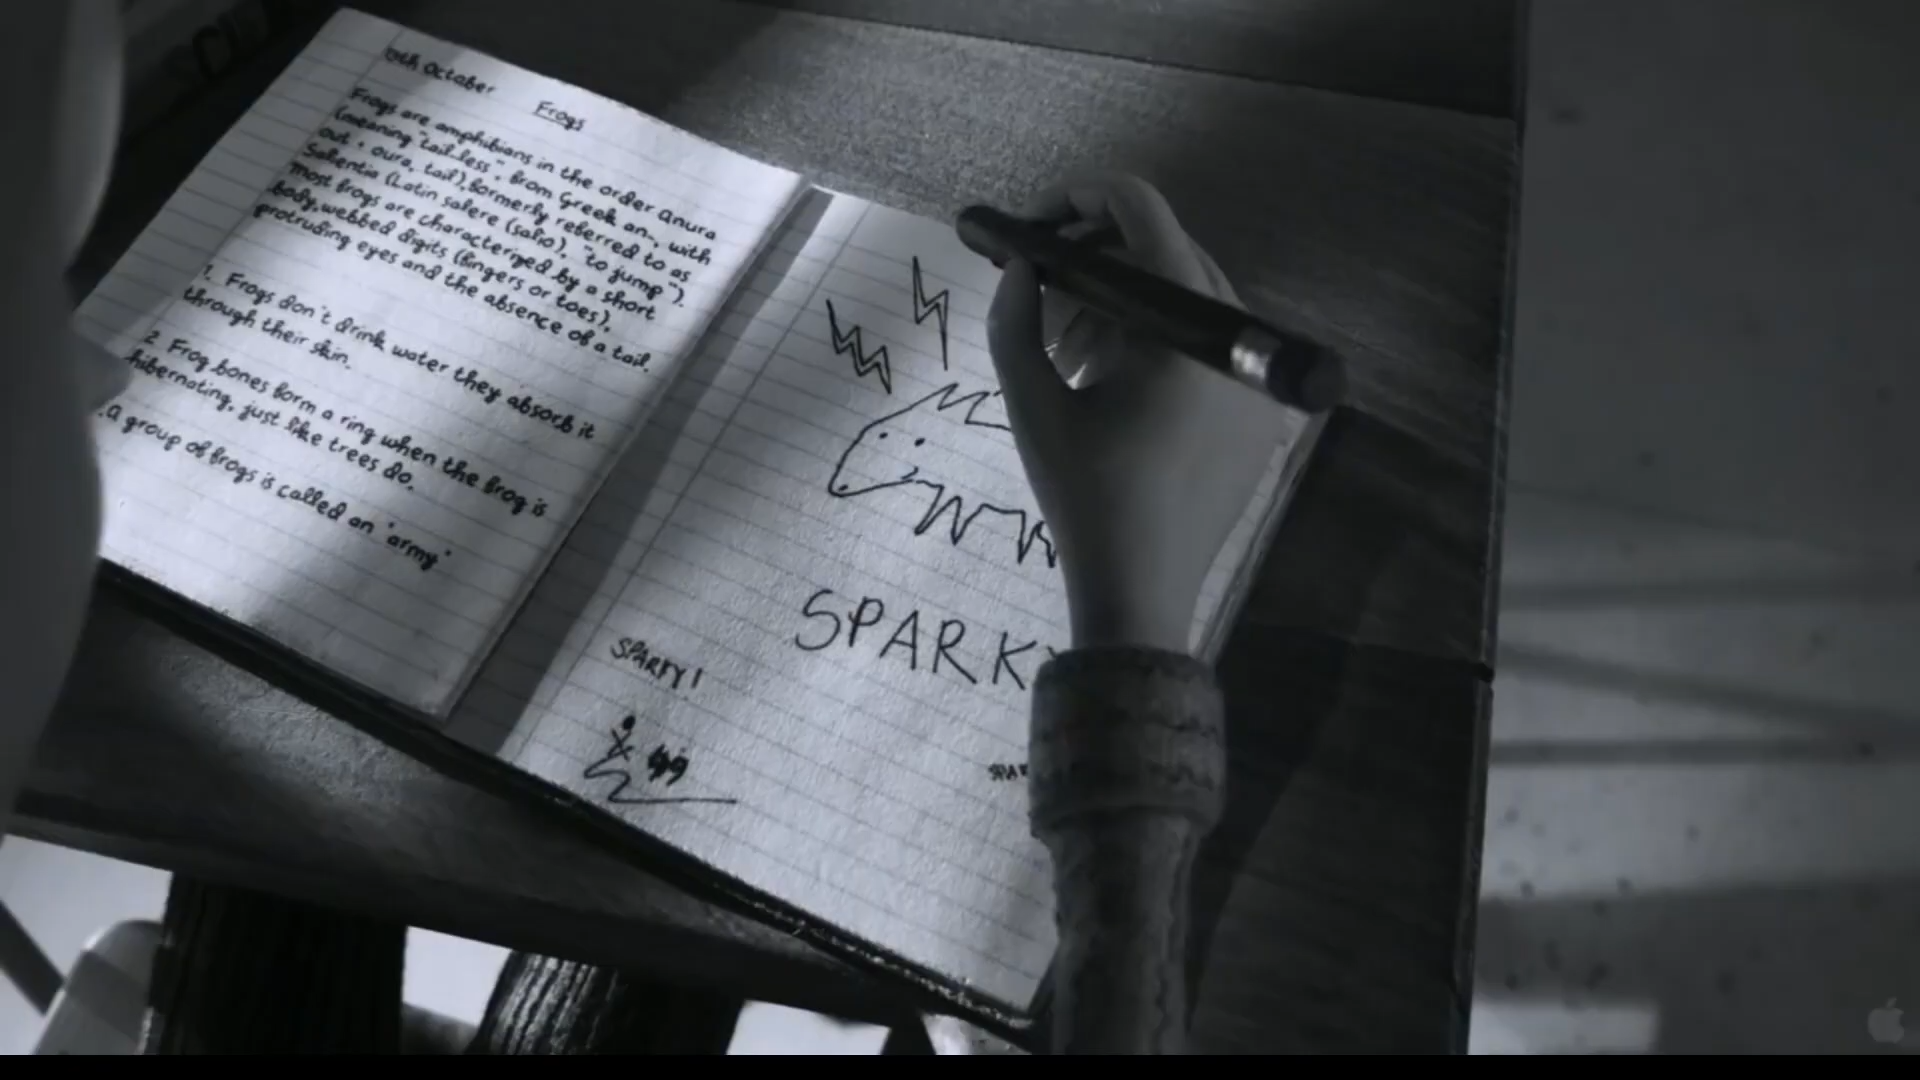 10th October
Frogs
Frogs are amphibians in the order Anura
(meaning "tail-less", from Greek an-, with
out + oura, tail), formerly referred to as
Salentia (Latin salere (salio), "to jump").
most frogs are characterized by a short
body, webbed digits (fingers or toes),
protruding eyes and the absence of a tail.
1. Frogs don't drink water they absorb it
through their skin.
2 Frog bones form a ring when the frog is
hibernating, just like trees do.
. A group of frogs is called an "army"
SPARKY
SPARKY!
SPAR